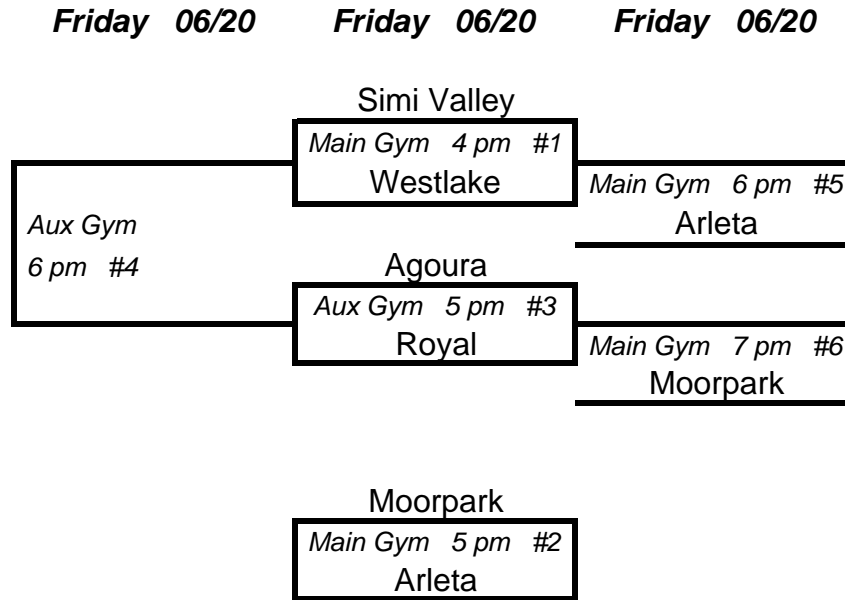 Friday 06/20 Friday 06/20 Friday 06/20
Simi Valley
Main Gym 4 pm #1
Westlake
Main Gym 6 pm #5
Arleta
Aux Gym
6 pm #4
Agoura
Aux Gym 5 pm #3
Royal
Main Gym 7 pm #6
Moorpark
Moorpark
Main Gym 5 pm #2
Arleta